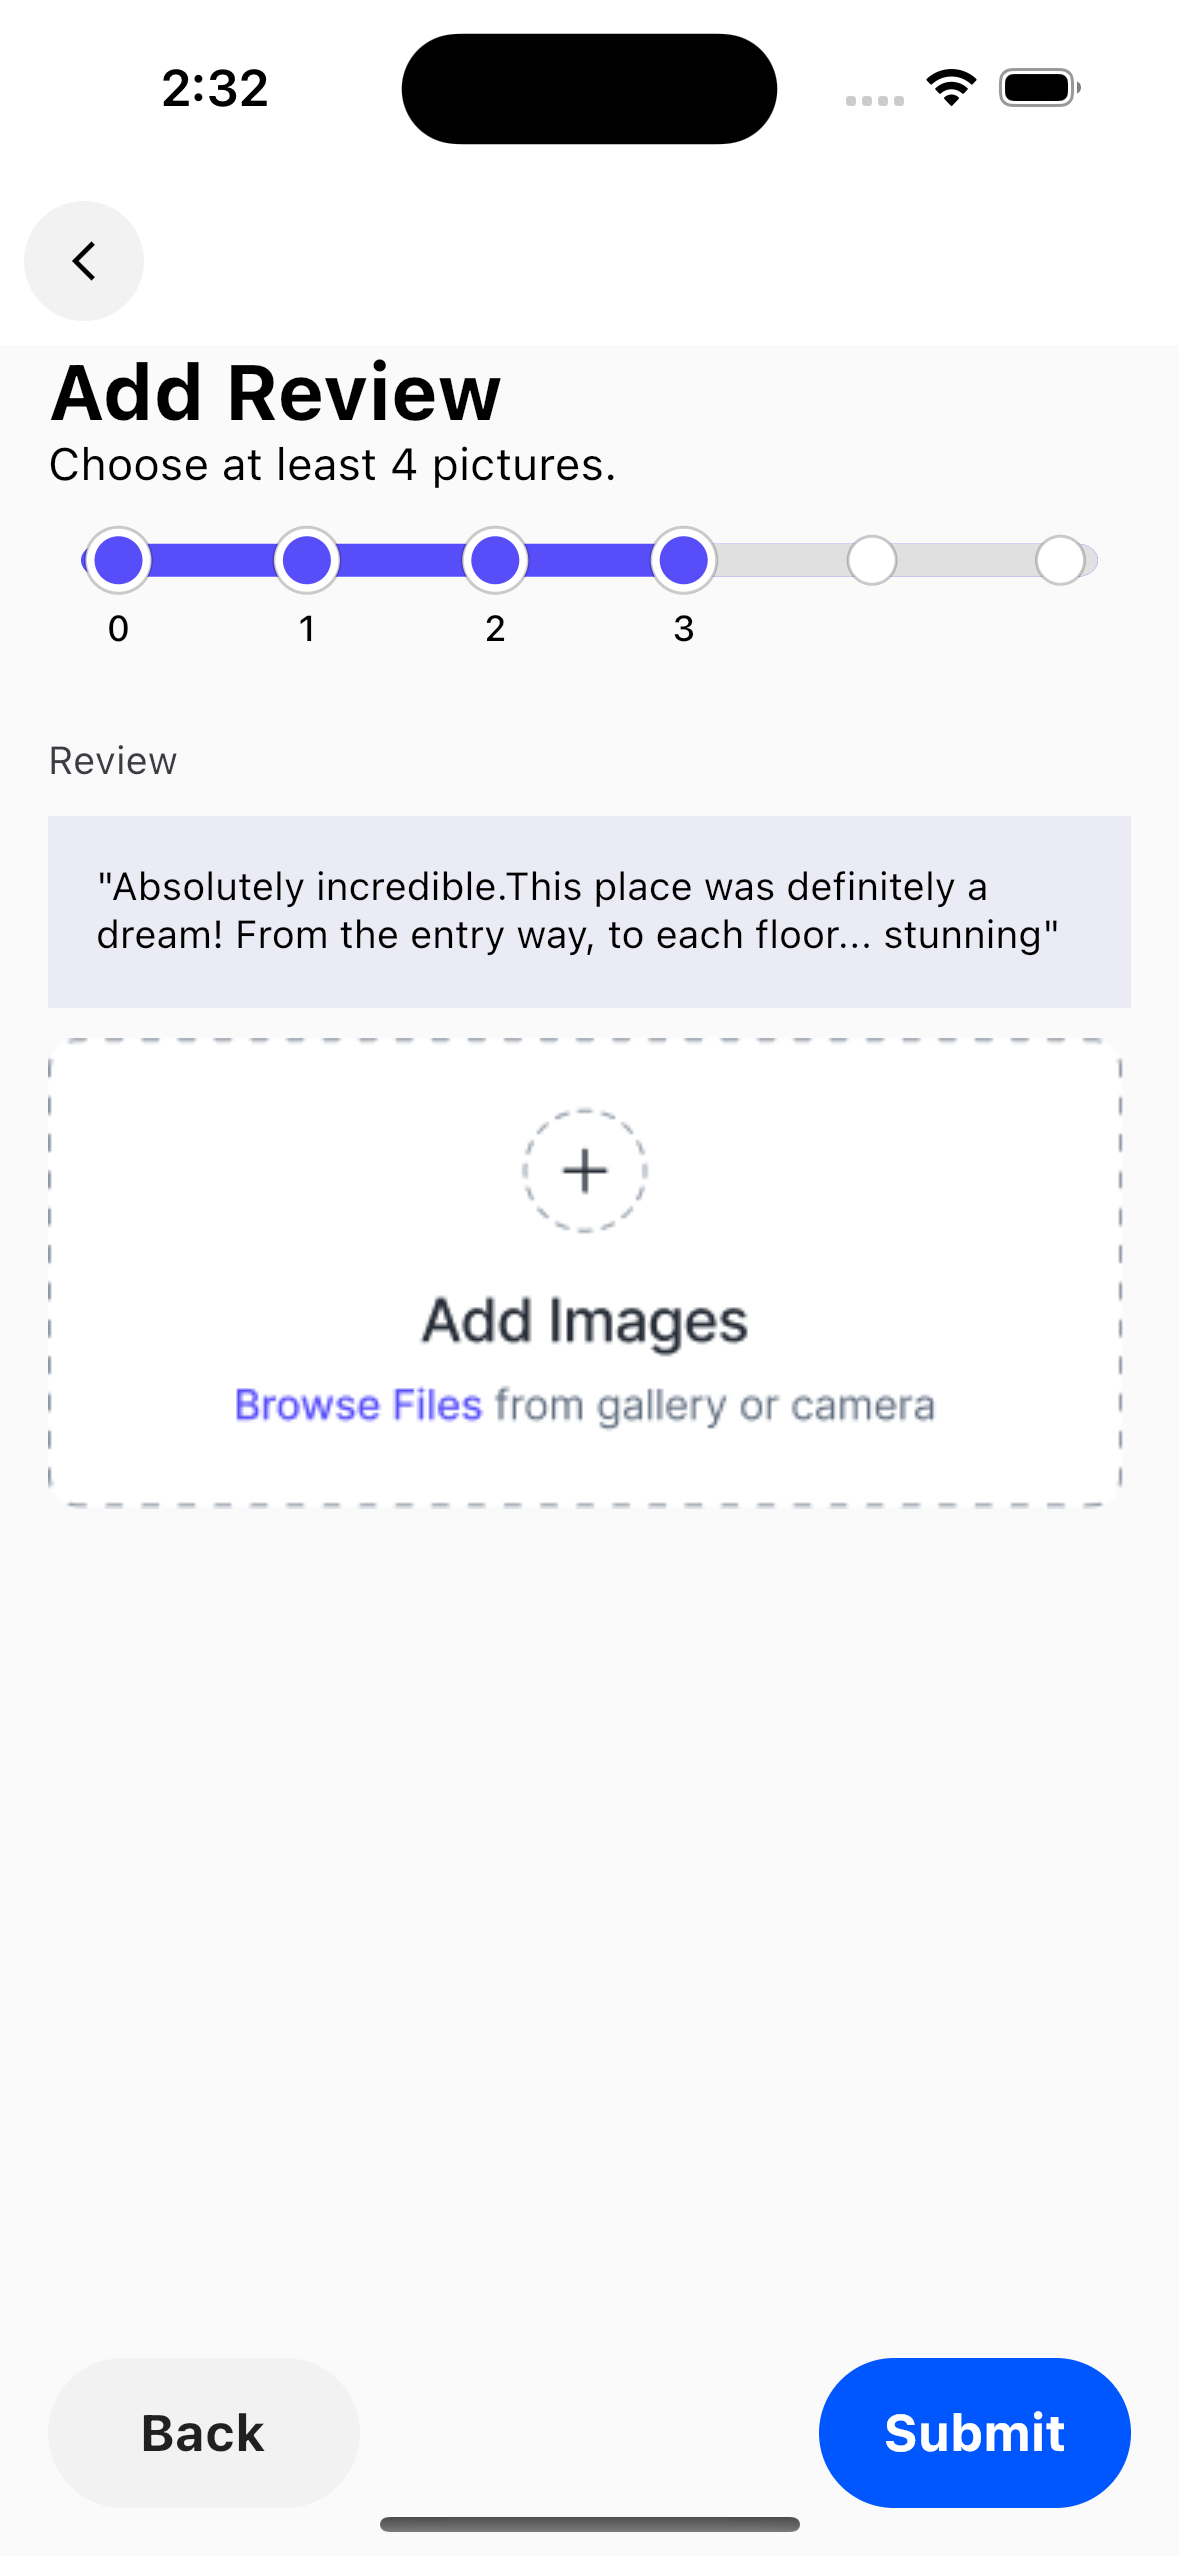 2:32
Add Review
Choose at least 4 pictures.
0 1 2 3
Review
"Absolutely incredible.This place was definitely a
dream! From the entry way, to each floor... stunning"
Add Images
Browse Files from gallery or camera
Back Submit